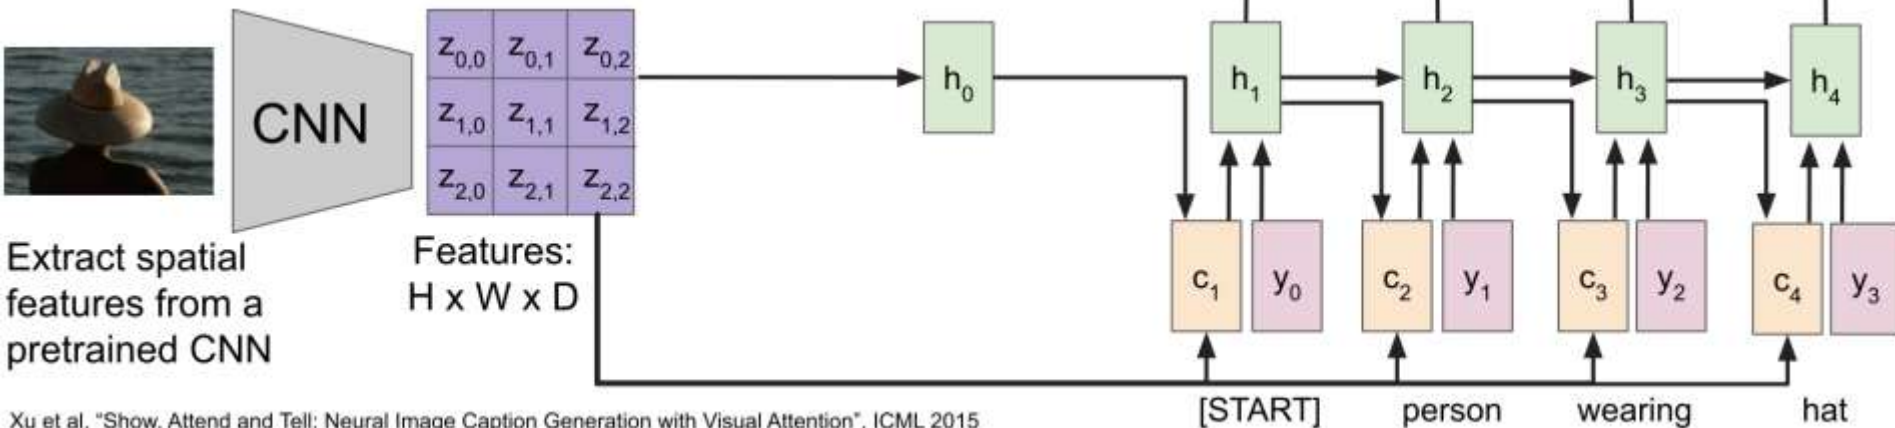 CNN
z0,0 z0,1 z0,2
z1,0 z1,1 z1,2
z2,0 z2,1 z2,2
h0
h1
h2
h3
h4
Extract spatial
features from a
pretrained CNN
Features:
H x W x D
c1 y0
c2 y1
c3 y2
c4 y3
[START] person wearing hat
Xu et al, "Show, Attend and Tell: Neural Image Caption Generation with Visual Attention", ICML 2015